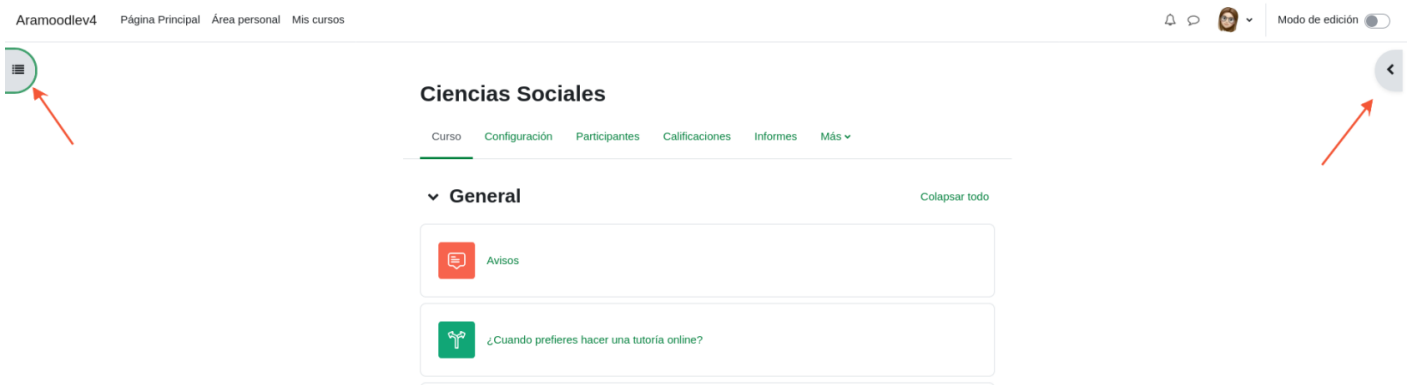 Aramoodlev4 Página Principal Área personal Mis cursos Modo de edición
Ciencias Sociales
Curso Configuración Participantes Calificaciones Informes Más
General Colapsar todo
Avisos
¿Cuando prefieres hacer una tutoría online?